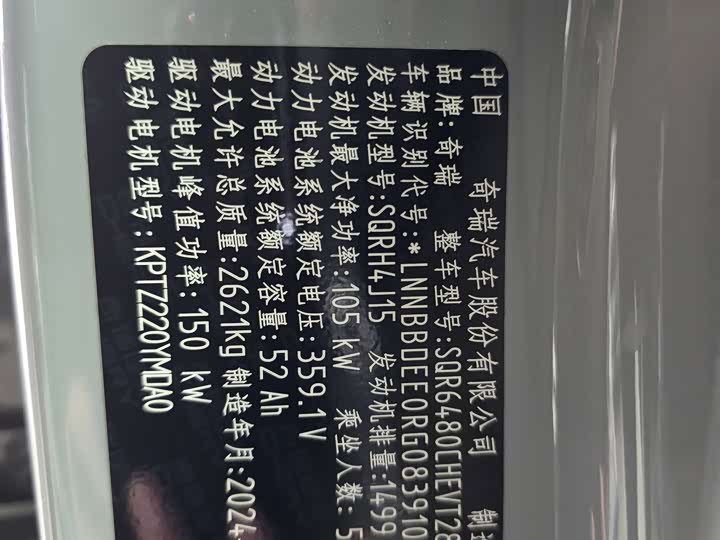 中国 奇瑞汽车股份有限公司 制造
品牌:奇瑞 整车型号:SQR6480CHEVT28
车辆识别代号:*LNNBBDEE0RG083910
发动机型号:SQRH4J15 发动机排量:1499
发动机最大净功率:105 kW 乘坐人数:5
动力电池系统额定电压:359.1V
动力电池系统额定容量:52 Ah
最大允许总质量:2621kg 制造年月:2024
驱动电机峰值功率:150 kW
驱动电机型号:KPTZ220YMDA0